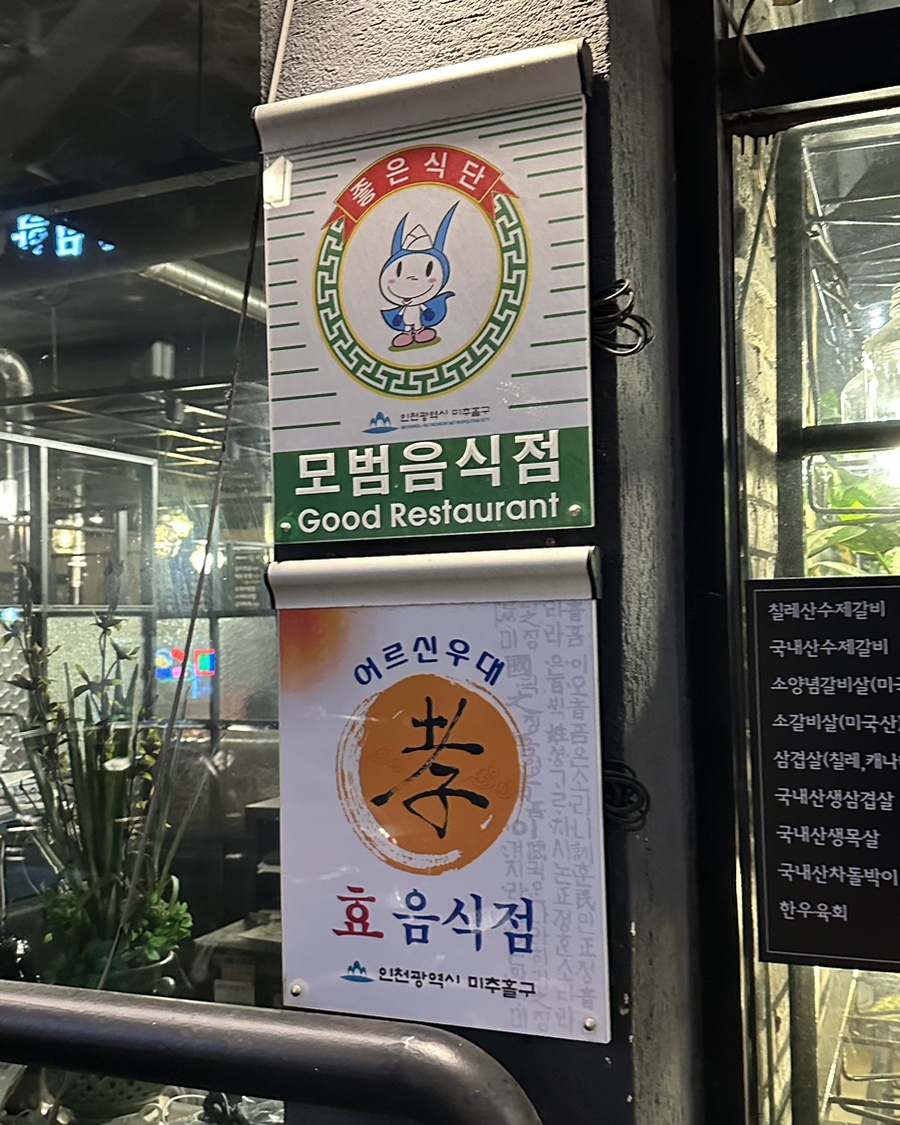 좋은식단
인천광역시 미추홀구
모범음식점
Good Restaurant
어르신우대
孝
효음식점
인천광역시 미추홀구
칠레산수제갈비
국내산수제갈비
소양념갈비살(미국
소갈비살(미국산)
삼겹살(칠레,캐나
국내산생삼겹살
국내산생목살
국내산차돌박이
한우육회